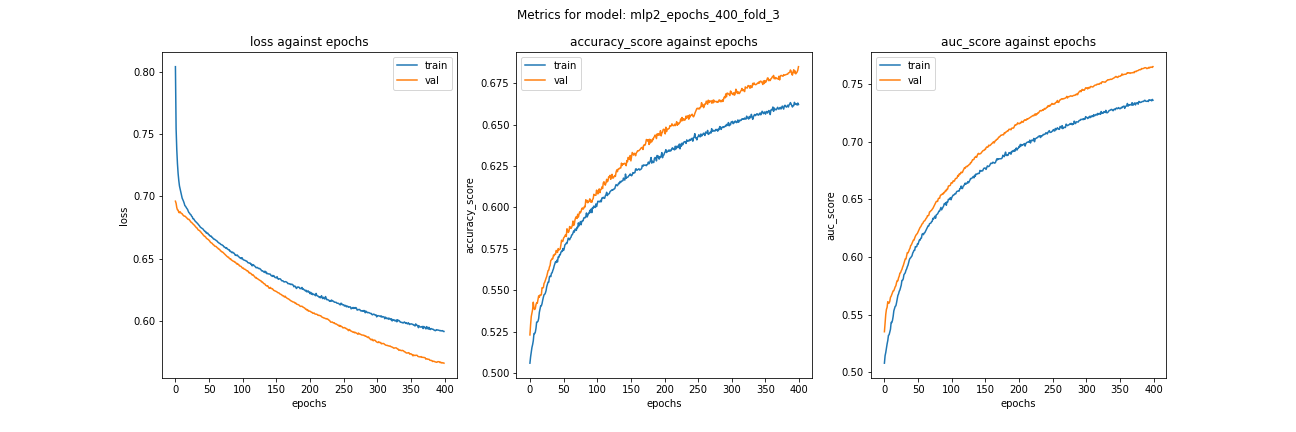 Metrics for model: mlp2_epochs_400_fold_3
loss against epochs
train
val
0.80
0.75
0.70
0.65
0.60
loss
0 50 100 150 200 250 300 350 400
epochs
accuracy_score against epochs
train
val
0.675
0.650
0.625
0.600
0.575
0.550
0.525
0.500
accuracy_score
0 50 100 150 200 250 300 350 400
epochs
auc_score against epochs
train
val
0.75
0.70
0.65
0.60
0.55
0.50
auc_score
0 50 100 150 200 250 300 350 400
epochs